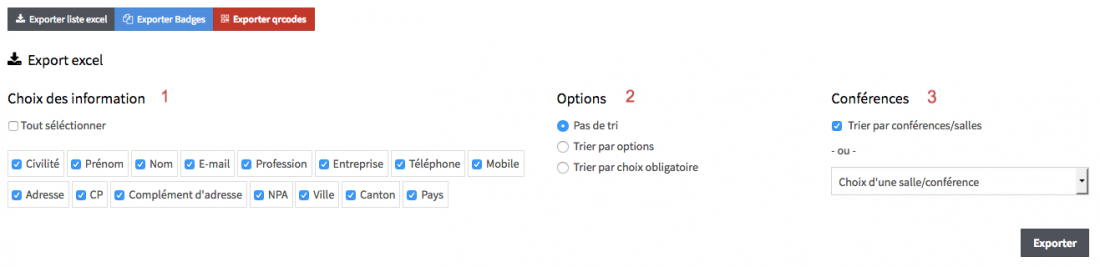 Exporter liste excel Exporter Badges Exporter qrcodes
Export excel
Choix des information 1
Tout séléctionner
Civilité Prénom Nom E-mail Profession Entreprise Téléphone Mobile
Adresse CP Complément d'adresse NPA Ville Canton Pays
Options 2
Pas de tri
Trier par options
Trier par choix obligatoire
Conférences 3
Trier par conférences/salles
- ou -
Choix d'une salle/conférence
Exporter